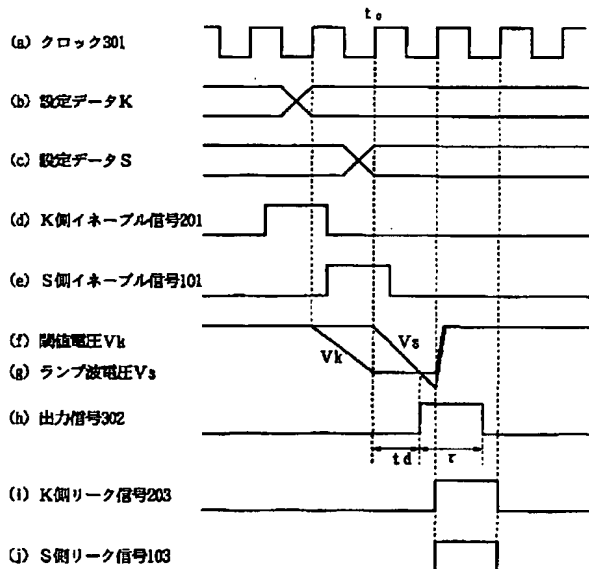 t₀
(a) クロック301
(b) 設定データK
(c) 設定データS
(d) K側イネーブル信号201
(e) S側イネーブル信号101
(f) 閾値電圧Vk
Vk
Vs
(g) ランプ波電圧Vs
(h) 出力信号302
td
τ
(i) K側リーク信号203
(j) S側リーク信号103